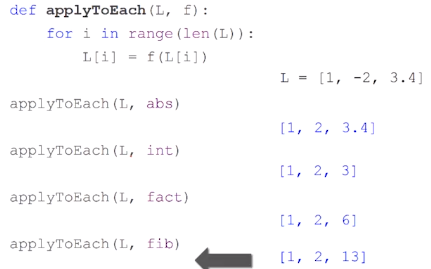 def applyToEach(L, f):
    for i in range(len(L)):
        L[i] = f(L[i])
L = [1, -2, 3.4]
applyToEach(L, abs)
[1, 2, 3.4]
applyToEach(L, int)
[1, 2, 3]
applyToEach(L, fact)
[1, 2, 6]
applyToEach(L, fib)
[1, 2, 13]